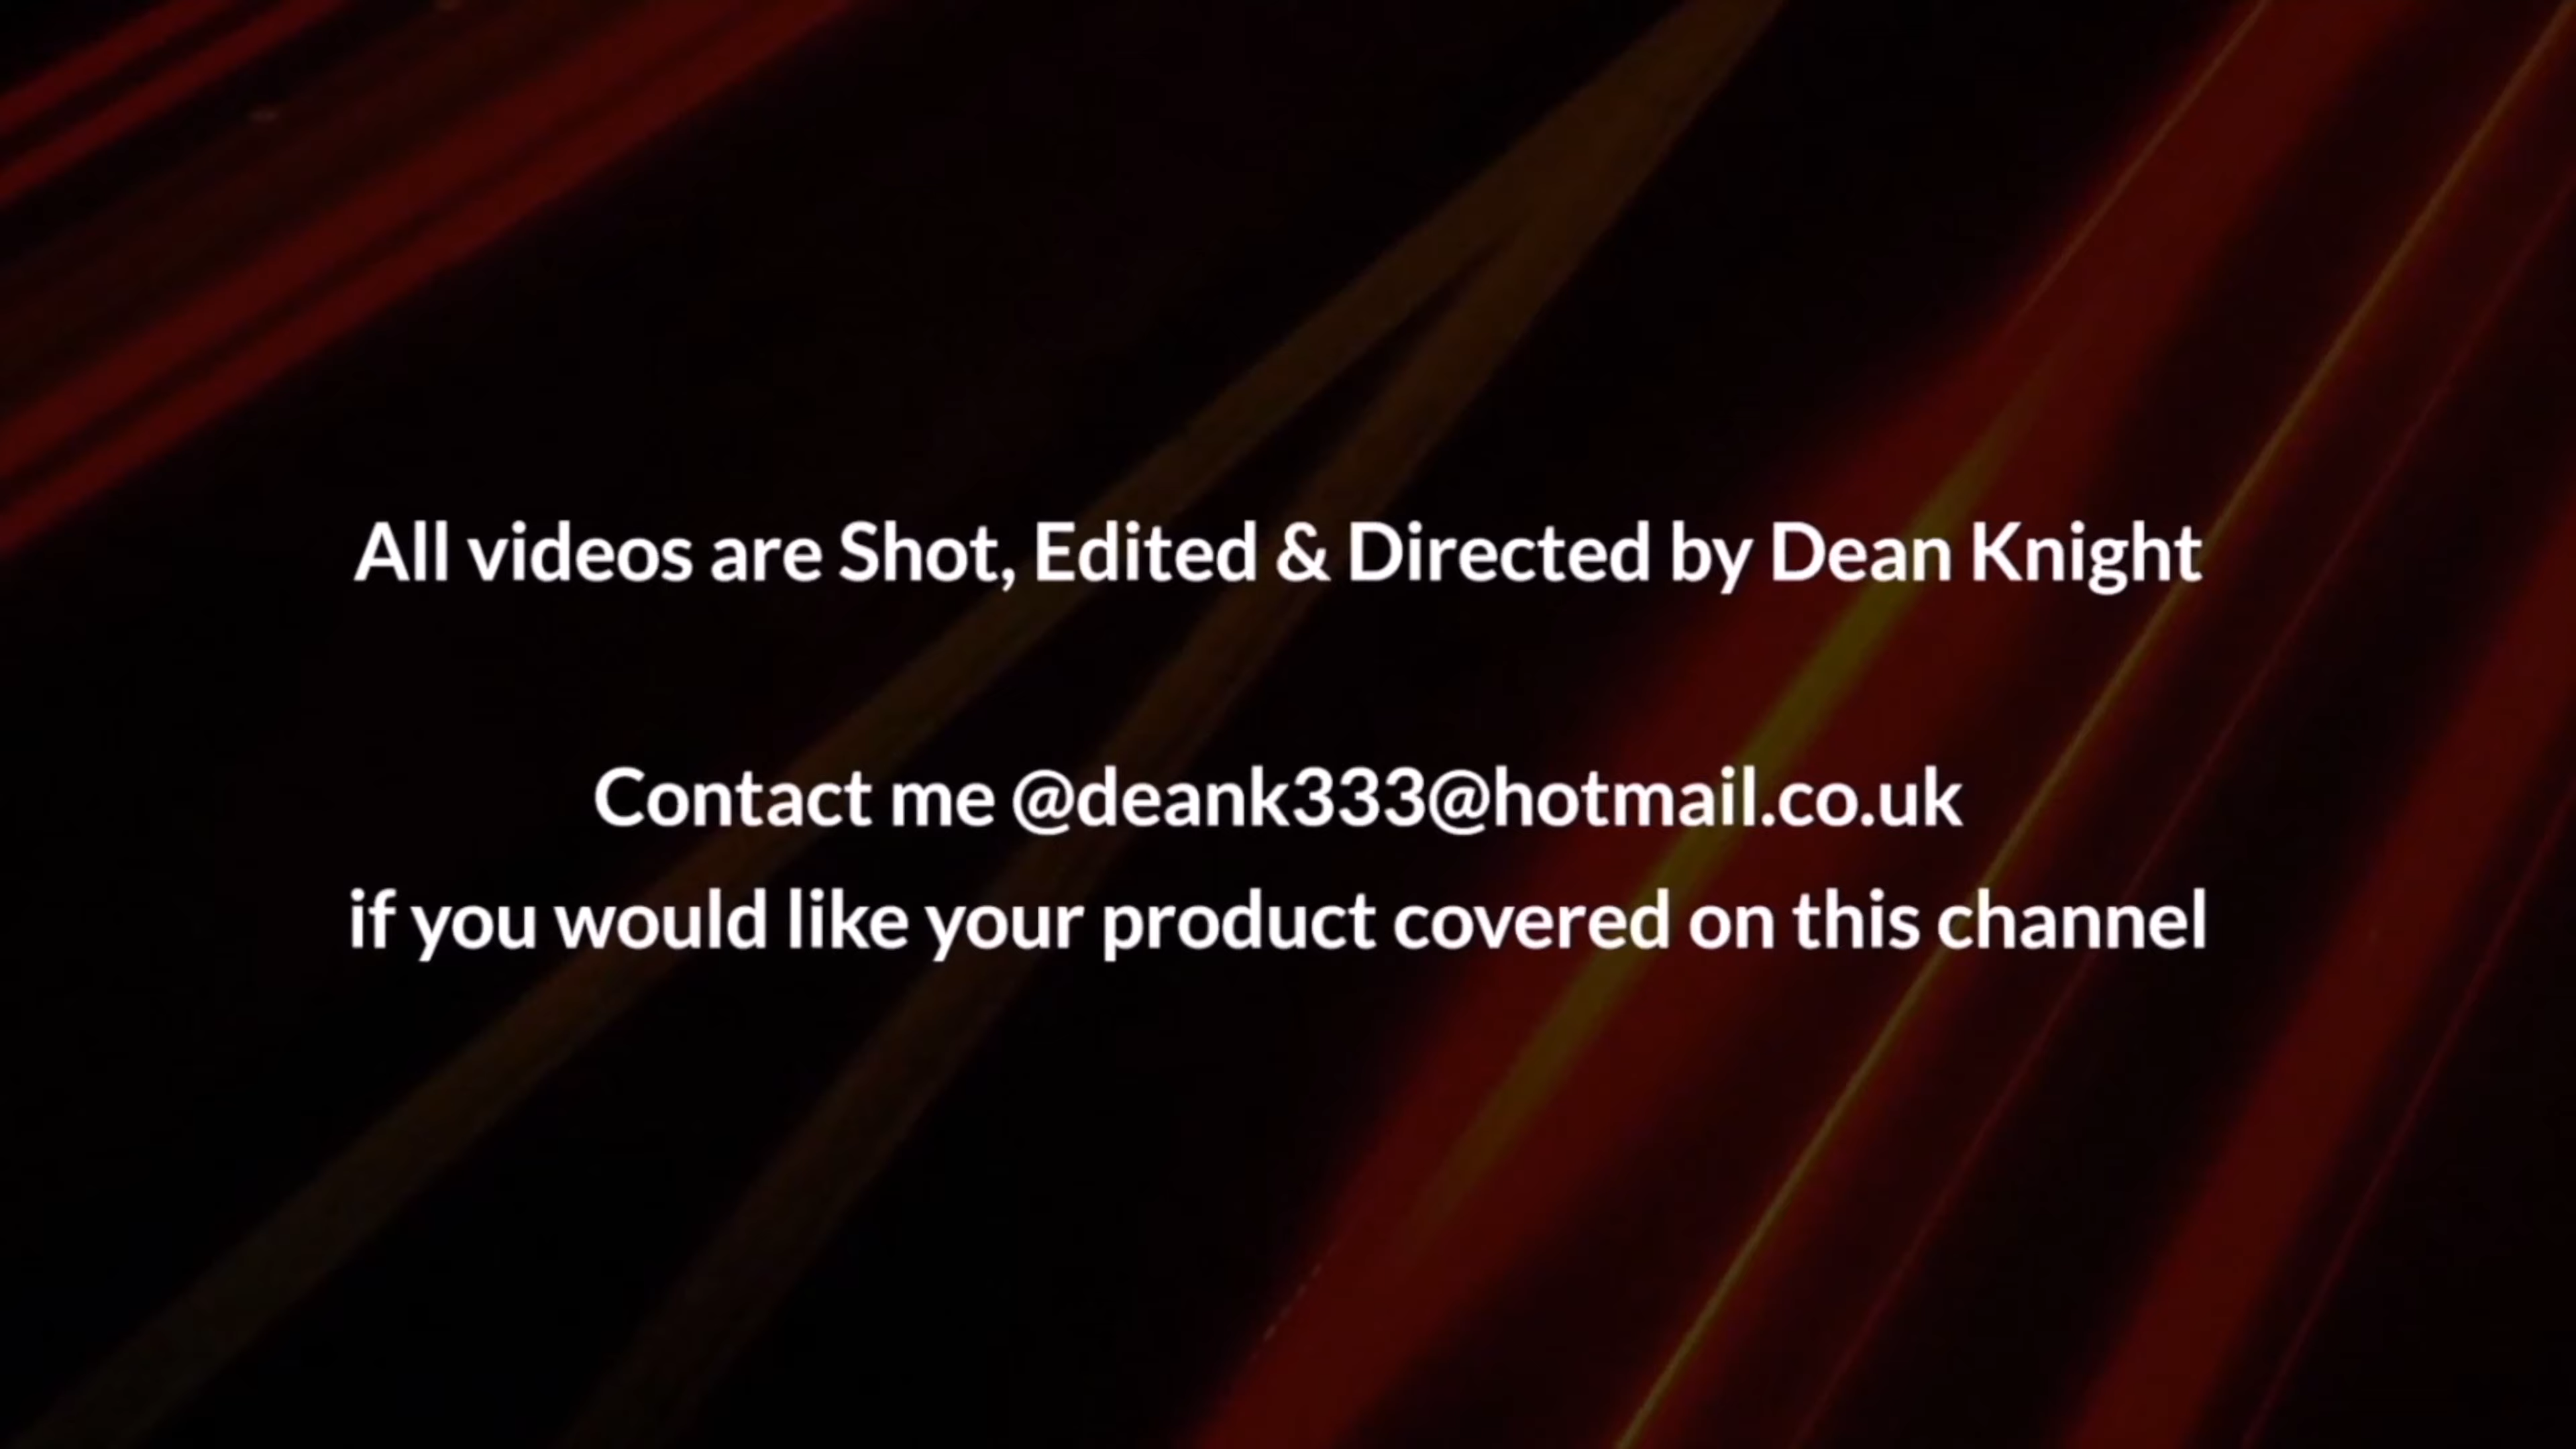 All videos are Shot, Edited & Directed by Dean Knight
Contact me @deank333@hotmail.co.uk
if you would like your product covered on this channel